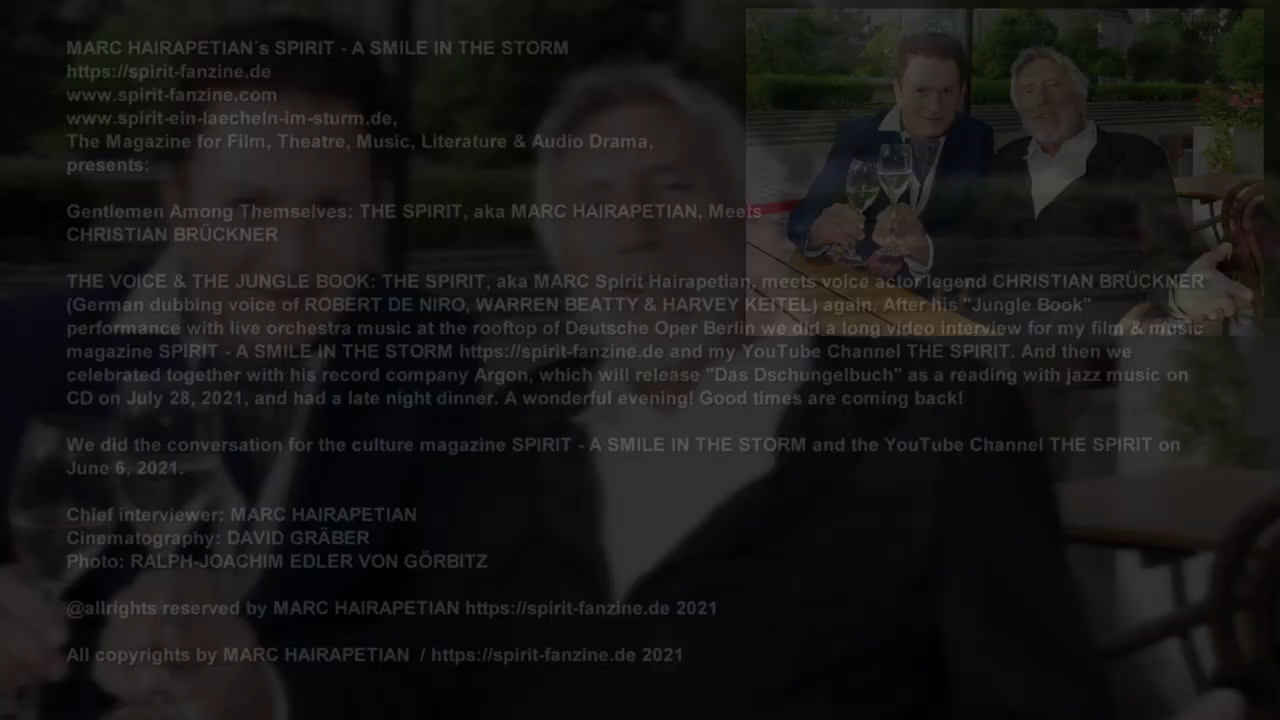 MARC HAIRAPETIAN´s SPIRIT - A SMILE IN THE STORM
https://spirit-fanzine.de
www.spirit-fanzine.com
www.spirit-ein-laecheln-im-sturm.de,
The Magazine for Film, Theatre, Music, Literature & Audio Drama,
presents:
Gentlemen Among Themselves: THE SPIRIT, aka MARC HAIRAPETIAN, Meets
CHRISTIAN BRÜCKNER
THE VOICE & THE JUNGLE BOOK: THE SPIRIT, aka MARC Spirit Hairapetian meets voice actor legend CHRISTIAN BRÜCKNER
(German dubbing voice of ROBERT DE NIRO, WARREN BEATTY & HARVEY KEITEL) again. After his "Jungle Book"
performance with live orchestra music at the rooftop of Deutsche Oper Berlin we did a long video interview for my film & music
magazine SPIRIT - A SMILE IN THE STORM https://spirit-fanzine.de and my YouTube Channel THE SPIRIT. And then we
celebrated together with his record company Argon, which will release "Das Dschungelbuch" as a reading with jazz music on
CD on July 28, 2021, and had a late night dinner. A wonderful evening! Good times are coming back!
We did the conversation for the culture magazine SPIRIT - A SMILE IN THE STORM and the YouTube Channel THE SPIRIT on
June 6, 2021.
Chief interviewer: MARC HAIRAPETIAN
Cinematography: DAVID GRÄBER
Photo: RALPH-JOACHIM EDLER VON GÖRBITZ
@allrights reserved by MARC HAIRAPETIAN https://spirit-fanzine.de 2021
All copyrights by MARC HAIRAPETIAN / https://spirit-fanzine.de 2021